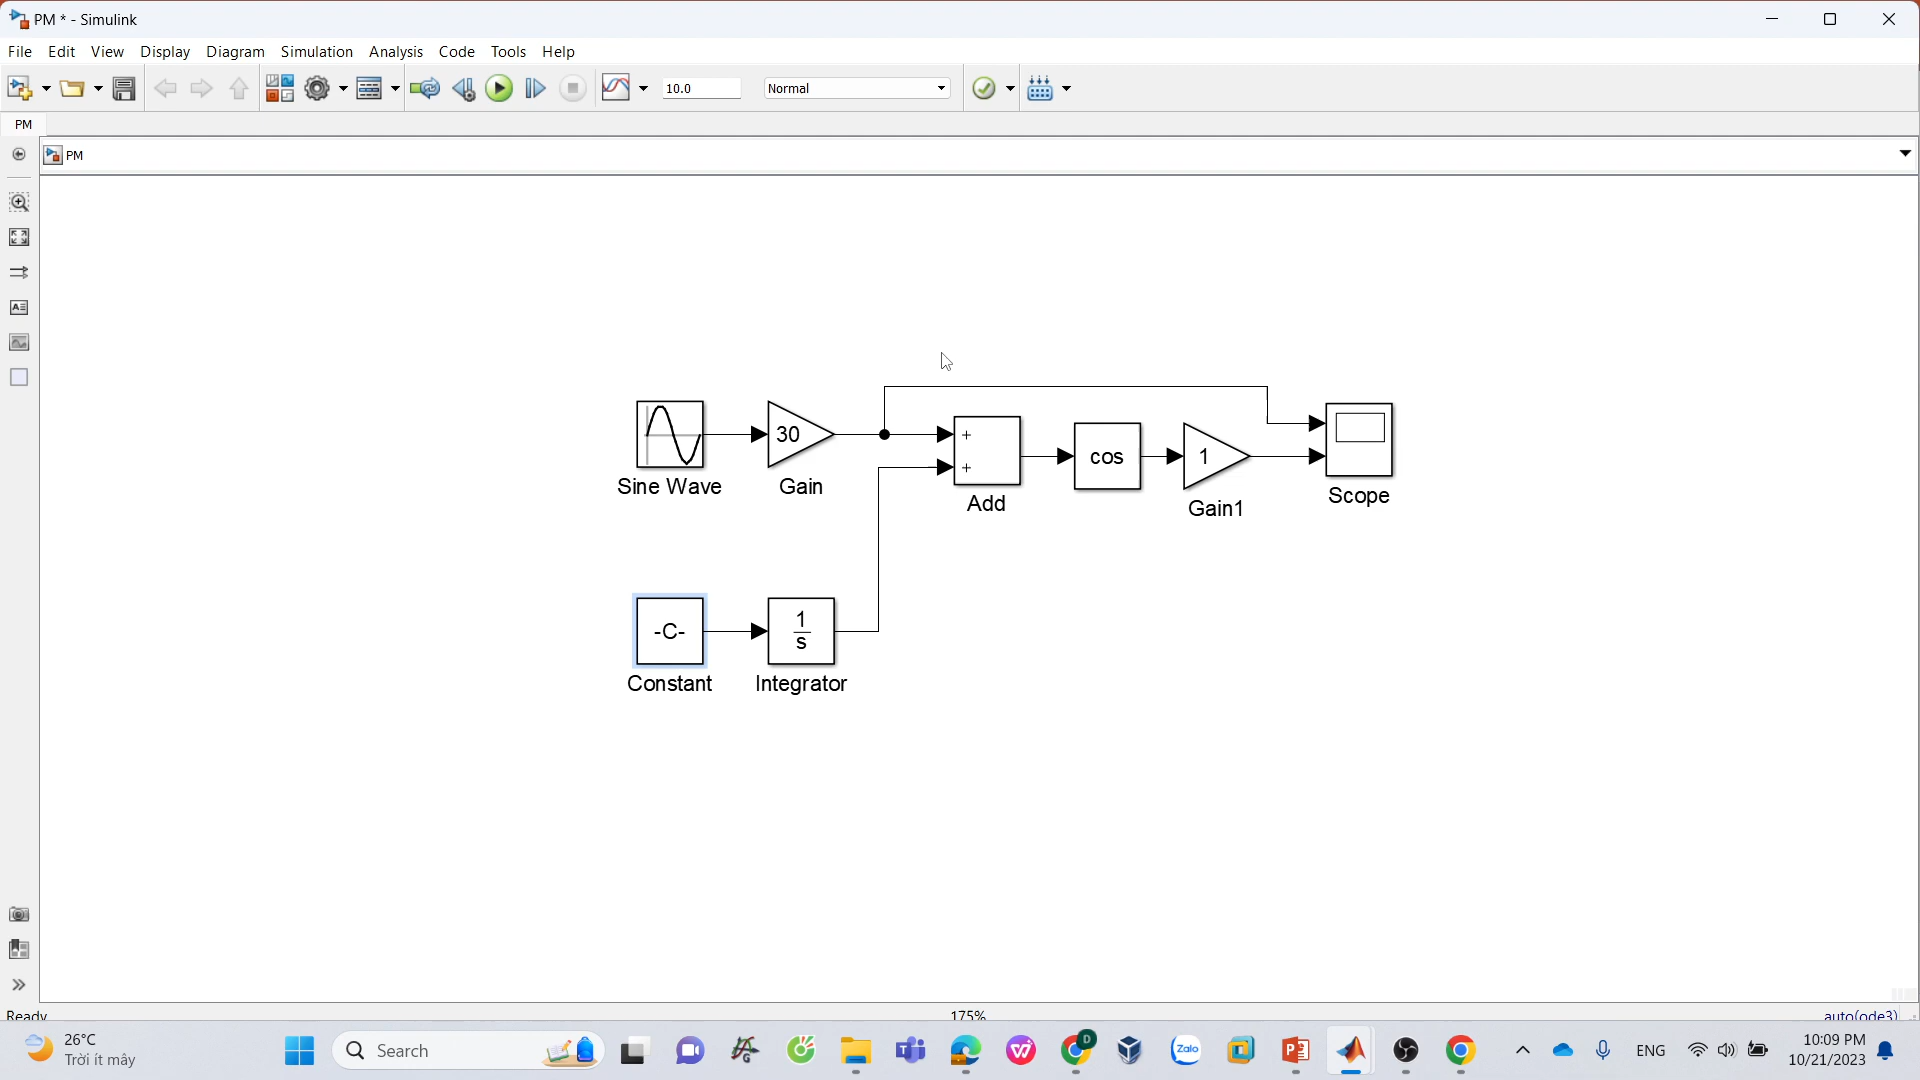 PM * - Simulink
File Edit View Display Diagram Simulation Analysis Code Tools Help
10.0 Normal
PM
PM
30
+
+
cos
1
Sine Wave
Gain
Add
Gain1
Scope
-C-
1
s
Constant
Integrator
Ready 175% auto(ode3)
26°C
Trời ít mây
Search
Zalo
D
ENG
10:09 PM
10/21/2023